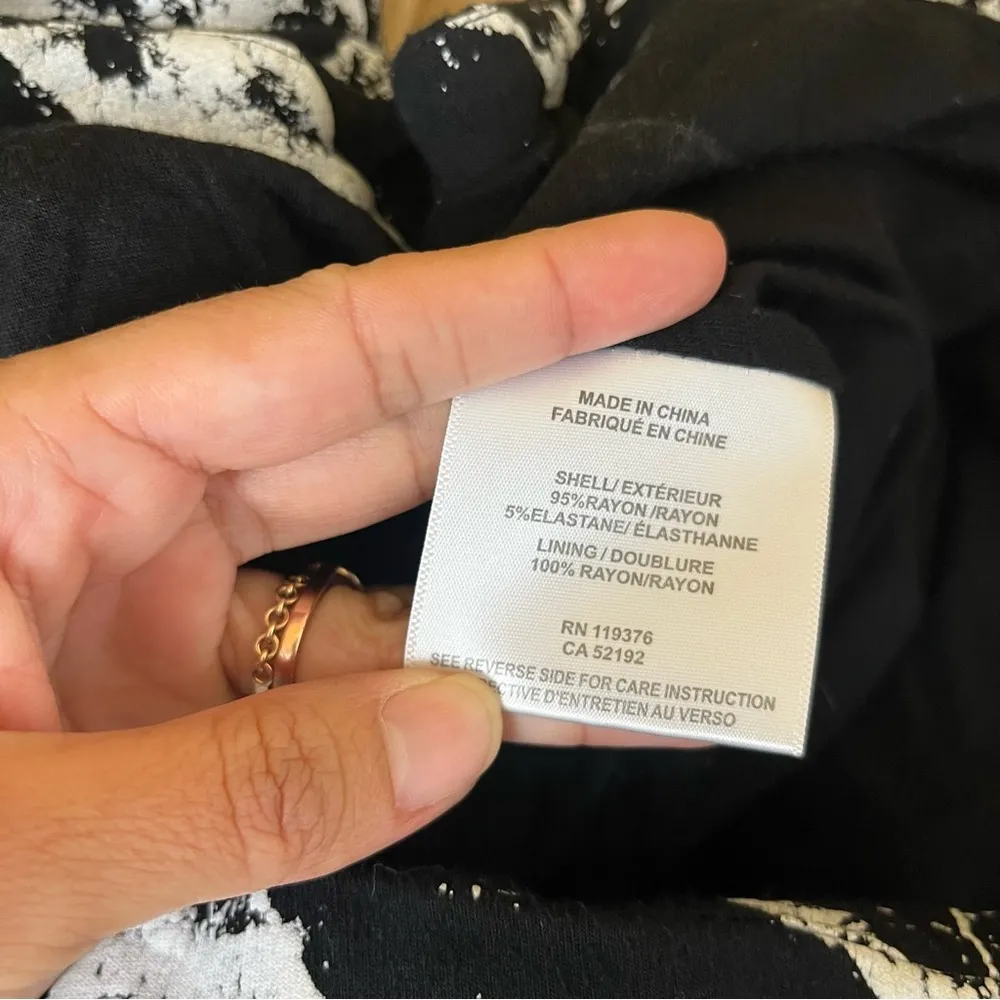 MADE IN CHINA
FABRIQUÉ EN CHINE
SHELL/ EXTÉRIEUR
95%RAYON /RAYON
5%ELASTANE/ ÉLASTHANNE
LINING / DOUBLURE
100% RAYON/RAYON
RN 119376
CA 52192
SEE REVERSE SIDE FOR CARE INSTRUCTION
D'ENTRETIEN AU VERSO